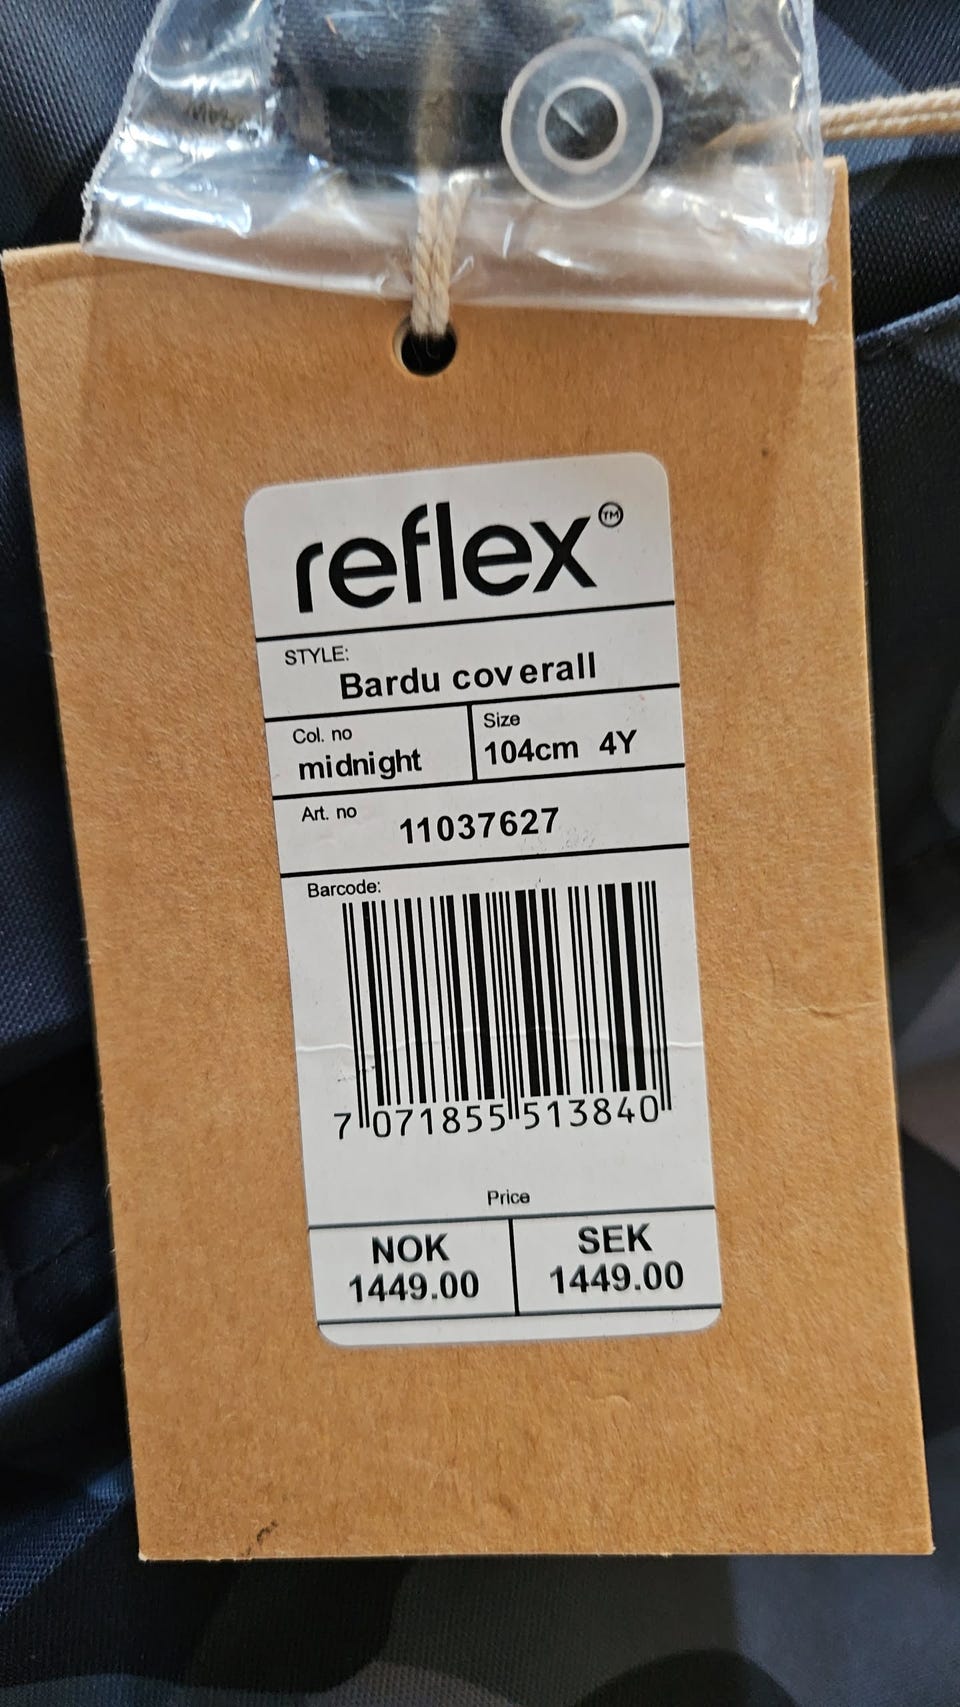 reflex™
STYLE:
Bardu coverall
Col. no
midnight
Size
104cm 4Y
Art. no
11037627
Barcode:
7 071855 513840
Price
NOK
1449.00
SEK
1449.00